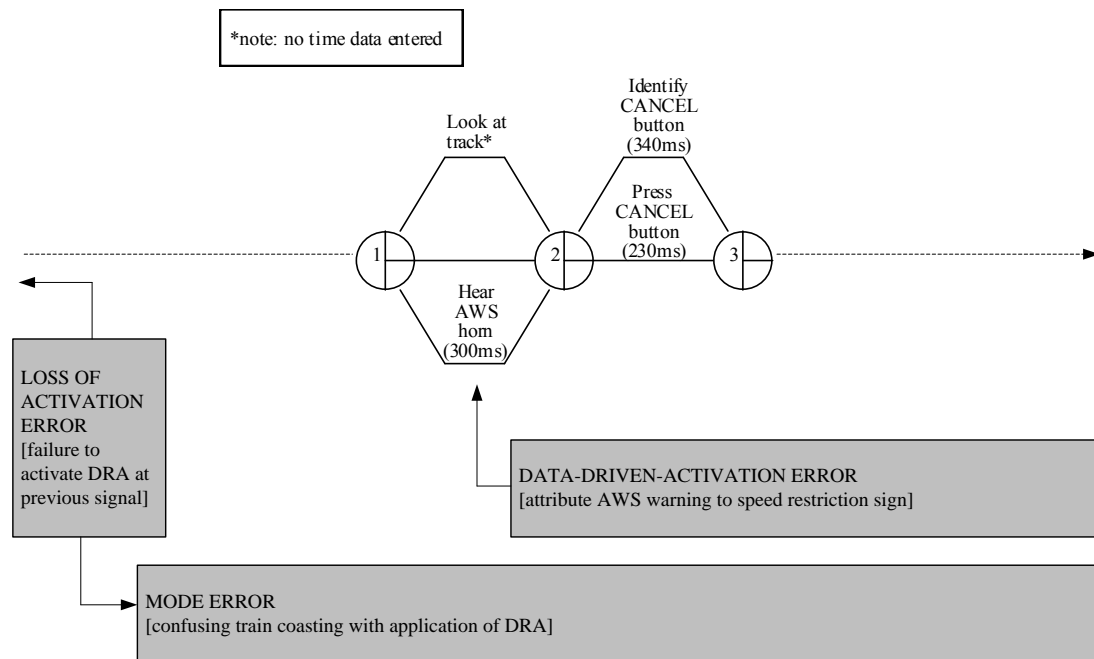 *note: no time data entered
Identify
CANCEL
button
(340ms)
Look at
track*
Press
CANCEL
button
(230ms)
1
2
3
Hear
AWS
horn
(300ms)
LOSS OF
ACTIVATION
ERROR
[failure to
activate DRA at
previous signal]
DATA-DRIVEN-ACTIVATION ERROR
[attribute AWS warning to speed restriction sign]
MODE ERROR
[confusing train coasting with application of DRA]